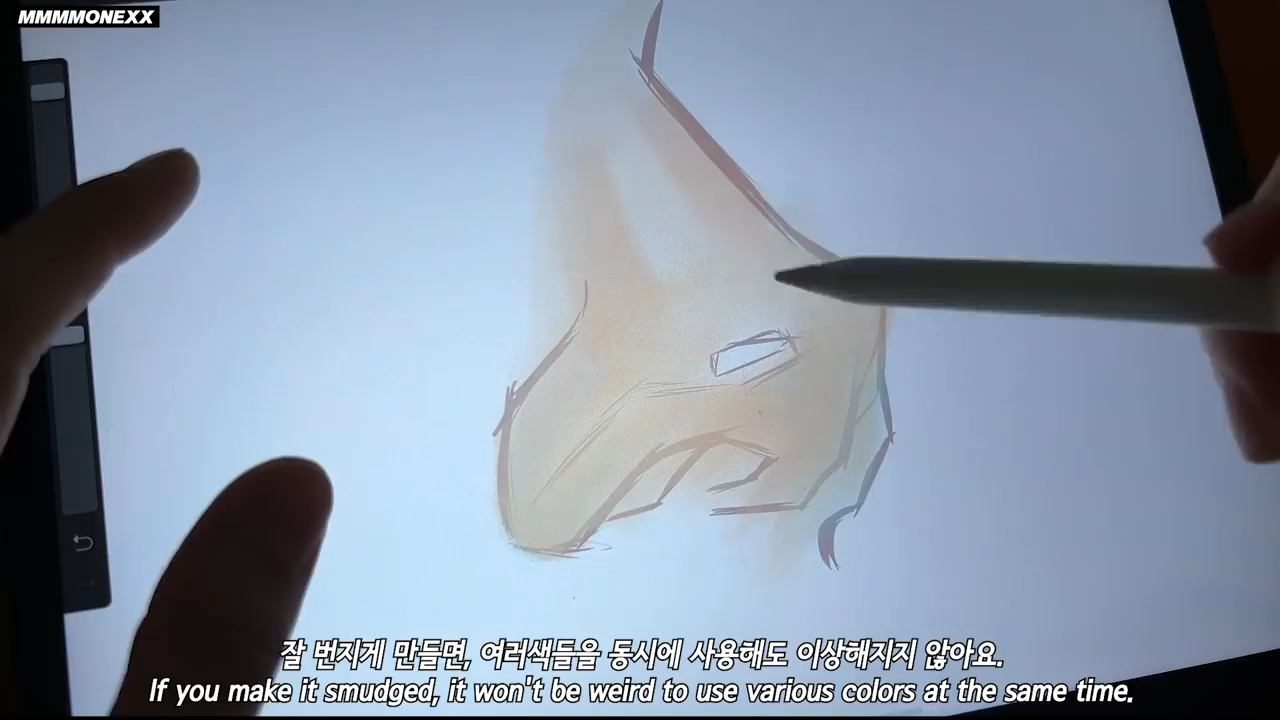 MMMMONEXX
잘 번지게 만들면, 여러색들을 동시에 사용해도 이상해지지 않아요.
If you make it smudged, it won't be weird to use various colors at the same time.